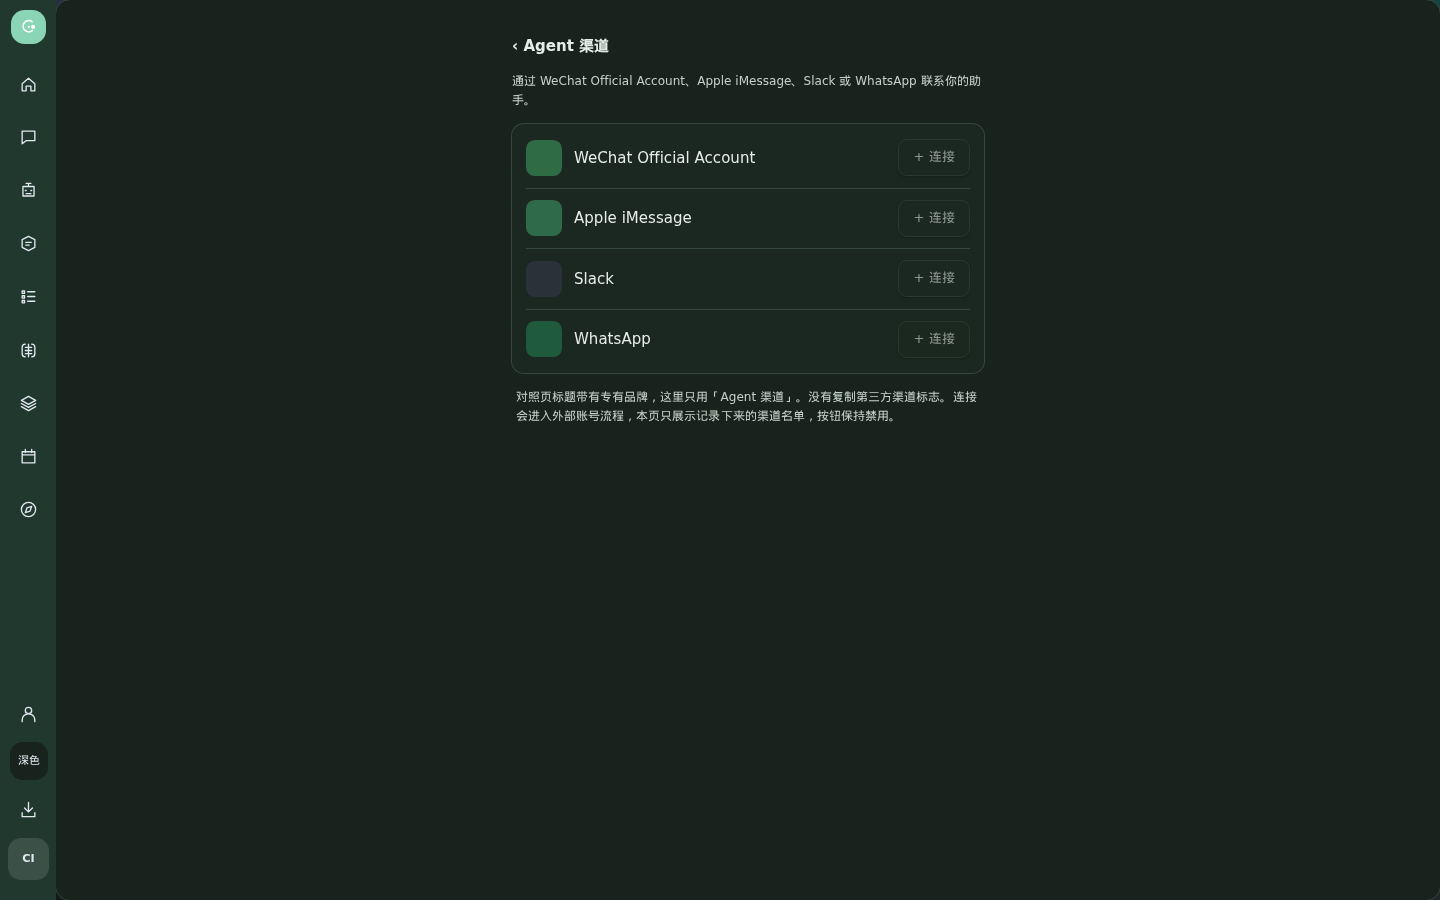 ‹ Agent 渠道
通过 WeChat Official Account、Apple iMessage、Slack 或 WhatsApp 联系你的助
手。
WeChat Official Account
+ 连接
Apple iMessage
+ 连接
Slack
+ 连接
WhatsApp
+ 连接
对照页标题带有专有品牌，这里只用「Agent 渠道」。没有复制第三方渠道标志。连接
会进入外部账号流程，本页只展示记录下来的渠道名单，按钮保持禁用。
深色
CI